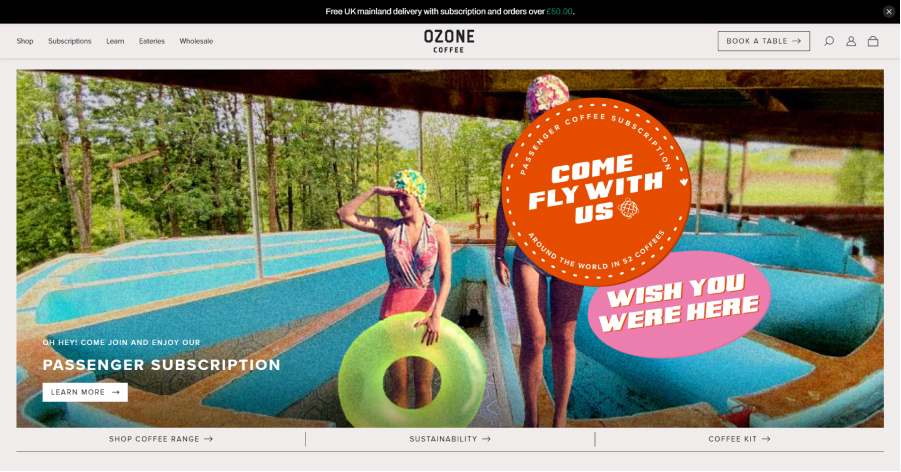 Free UK mainland delivery with subscription and orders over £50.00.
Shop
Subscriptions
Learn
Eateries
Wholesale
OZONE
COFFEE
BOOK A TABLE →
PASSENGER COFFEE SUBSCRIPTION
COME
FLY WITH
US
AROUND THE WORLD IN 52 COFFEES
WISH YOU
WERE HERE
OH HEY! COME JOIN AND ENJOY OUR
PASSENGER SUBSCRIPTION
LEARN MORE →
SHOP COFFEE RANGE →
SUSTAINABILITY →
COFFEE KIT →